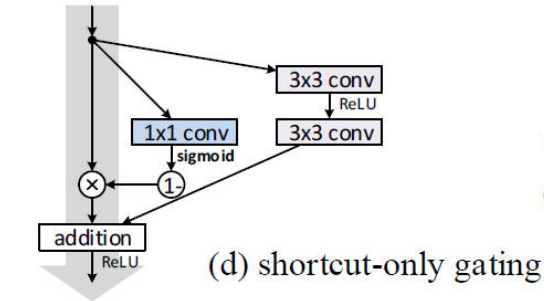 3x3 conv
ReLU
1x1 conv
3x3 conv
sigmoid
×
1-
addition
ReLU
(d) shortcut-only gating